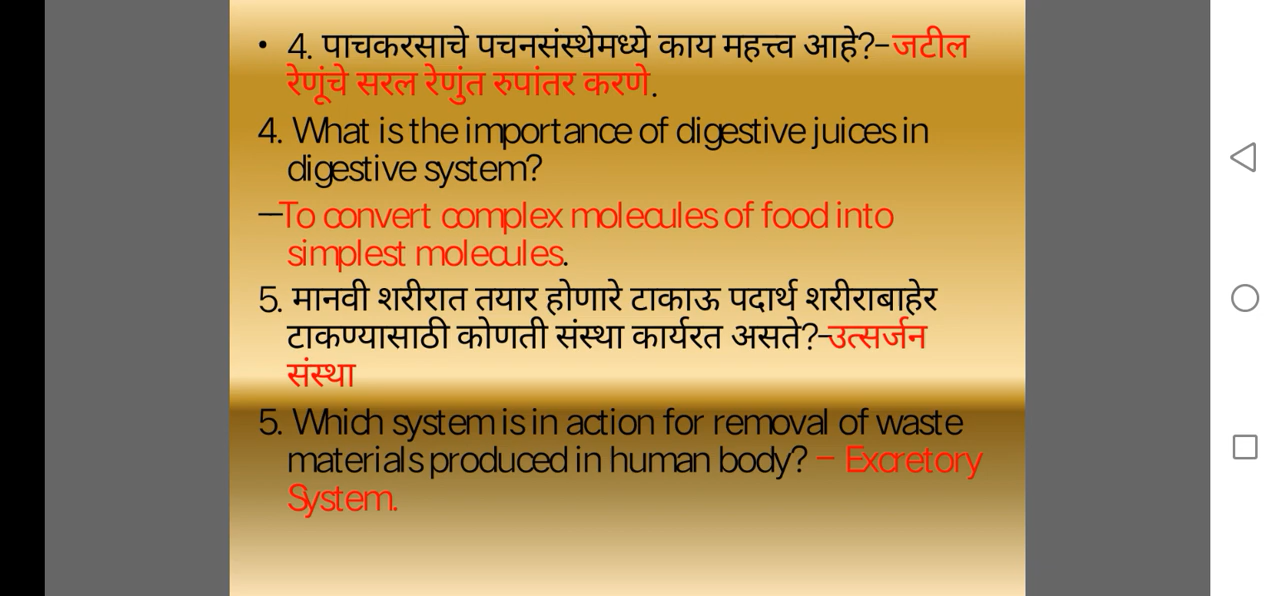 • 4. पाचकरसाचे पचनसंस्थेमध्ये काय महत्त्व आहे?–जटील
रेणूंचे सरल रेणुंत रुपांतर करणे.
4. What is the importance of digestive juices in
digestive system?
—To convert complex molecules of food into
simplest molecules.
5. मानवी शरीरात तयार होणारे टाकाऊ पदार्थ शरीराबाहेर
टाकण्यासाठी कोणती संस्था कार्यरत असते?–उत्सर्जन
संस्था
5. Which system is in action for removal of waste
materials produced in human body? – Excretory
System.